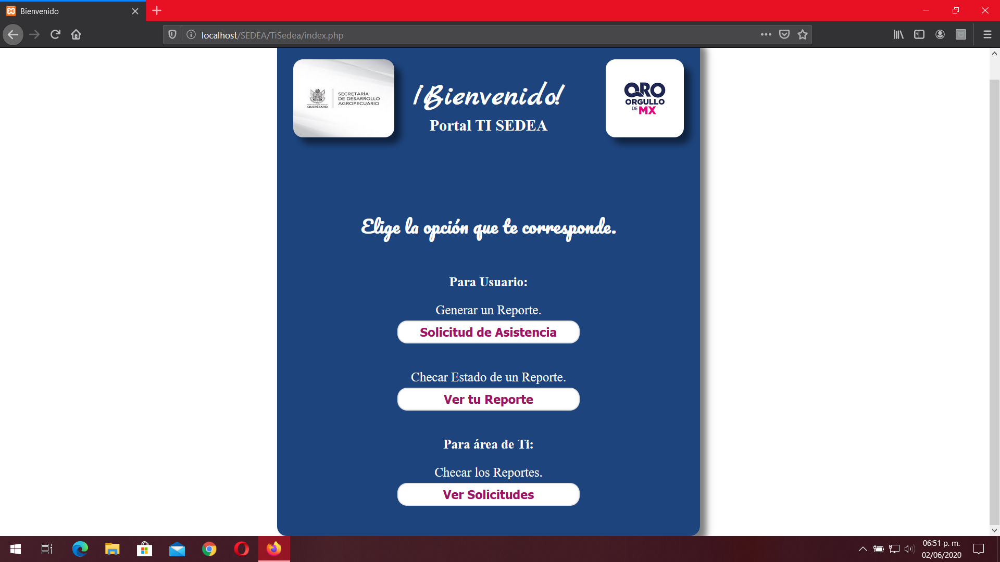 Bienvenido
localhost/SEDEA/TiSedea/index.php
SECRETARÍA
DE DESARROLLO
AGROPECUARIO
QUERÉTARO
¡Bienvenido!
Portal TI SEDEA
QRO
ORGULLO
DE MX
Elige la opción que te corresponde.
Para Usuario:
Generar un Reporte.
Solicitud de Asistencia
Checar Estado de un Reporte.
Ver tu Reporte
Para área de Ti:
Checar los Reportes.
Ver Solicitudes
06:51 p. m.
02/06/2020